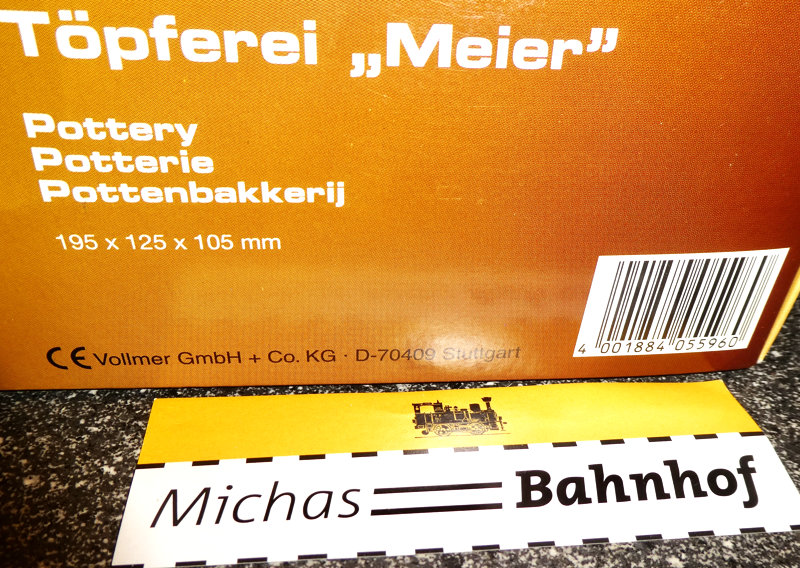 Töpferei „Meier”
Pottery
Potterie
Pottenbakkerij
195 x 125 x 105 mm
CE Vollmer GmbH + Co. KG · D-70409 Stuttgart
4 001884 055960
Michas Bahnhof